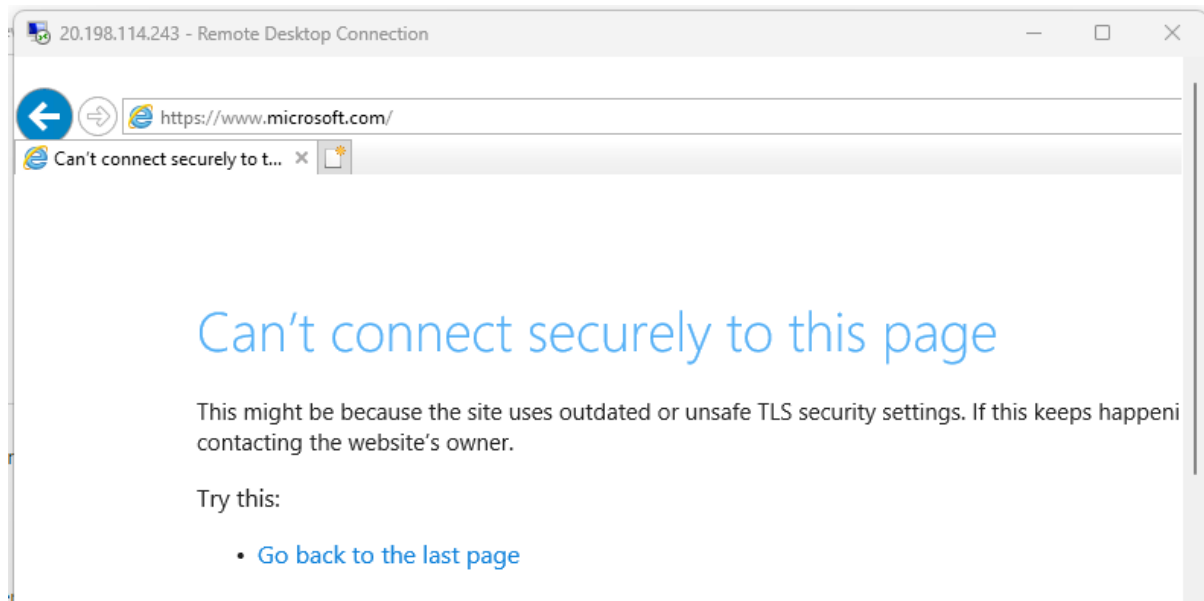 20.198.114.243 - Remote Desktop Connection
https://www.microsoft.com/
Can't connect securely to t...
Can't connect securely to this page
This might be because the site uses outdated or unsafe TLS security settings. If this keeps happeni
contacting the website's owner.
Try this:
• Go back to the last page